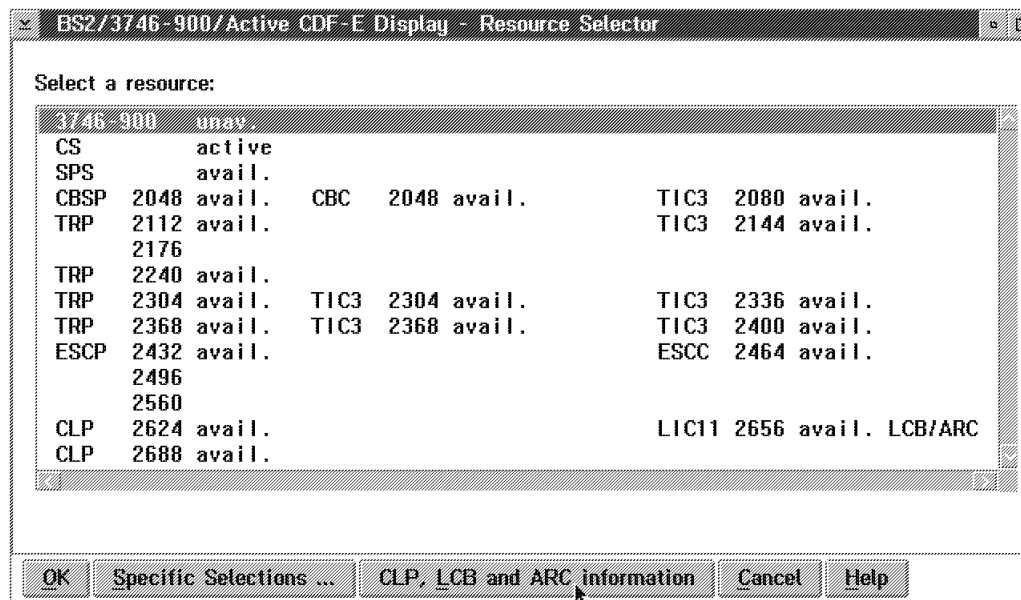 BS2/3746-900/Active CDF-E Display - Resource Selector
Select a resource:
3746-900 unav.
CS active
SPS avail.
CBSP 2048 avail. CBC 2048 avail. TIC3 2080 avail.
TRP 2112 avail. TIC3 2144 avail.
2176
TRP 2240 avail.
TRP 2304 avail. TIC3 2304 avail. TIC3 2336 avail.
TRP 2368 avail. TIC3 2368 avail. TIC3 2400 avail.
ESCP 2432 avail. ESCC 2464 avail.
2496
2560
CLP 2624 avail. LIC11 2656 avail. LCB/ARC
CLP 2688 avail.
OK Specific Selections ... CLP, LCB and ARC information Cancel Help